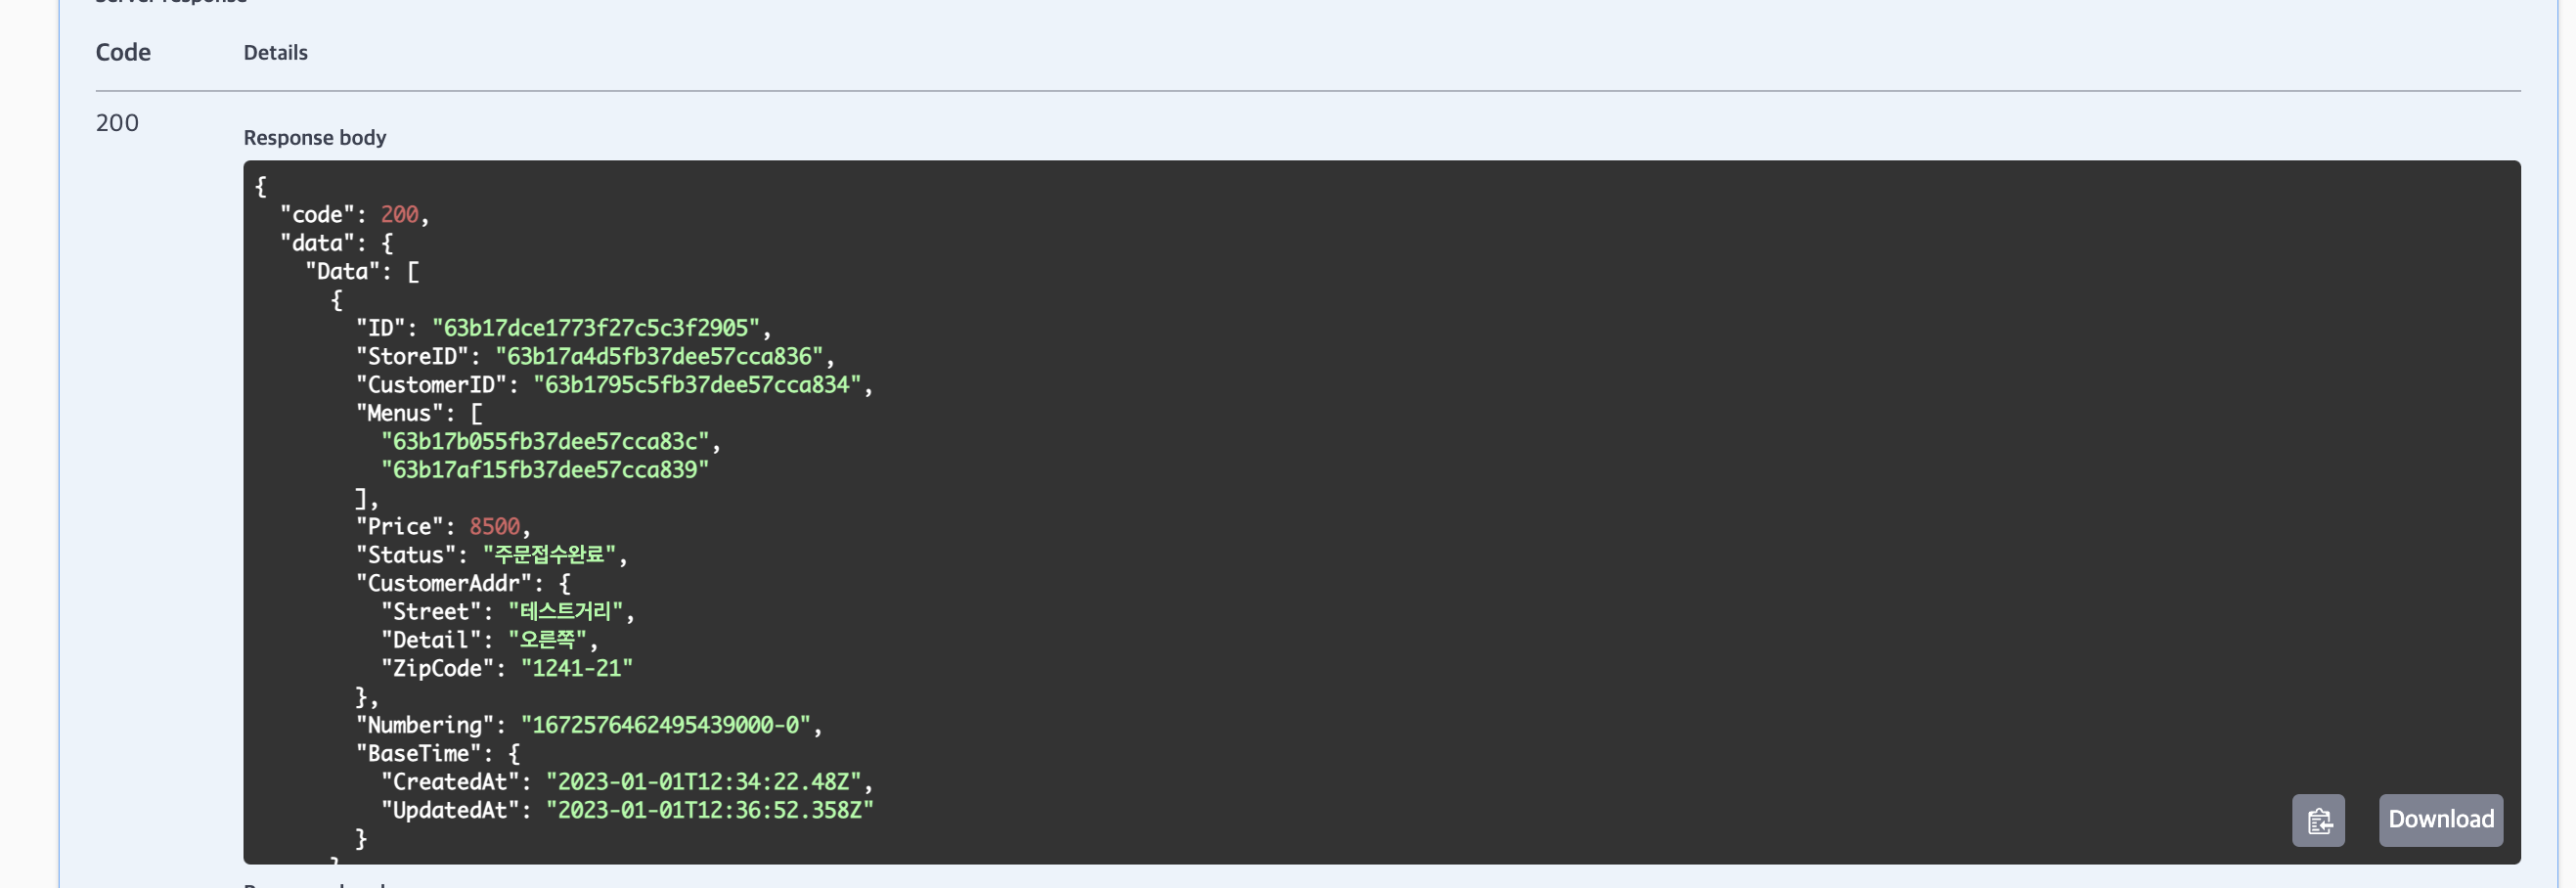 Server response
Code Details
200
Response body
{
  "code": 200,
  "data": {
    "Data": [
      {
        "ID": "63b17dce1773f27c5c3f2905",
        "StoreID": "63b17a4d5fb37dee57cca836",
        "CustomerID": "63b1795c5fb37dee57cca834",
        "Menus": [
          "63b17b055fb37dee57cca83c",
          "63b17af15fb37dee57cca839"
        ],
        "Price": 8500,
        "Status": "주문접수완료",
        "CustomerAddr": {
          "Street": "테스트거리",
          "Detail": "오른쪽",
          "ZipCode": "1241-21"
        },
        "Numbering": "1672576462495439000-0",
        "BaseTime": {
          "CreatedAt": "2023-01-01T12:34:22.48Z",
          "UpdatedAt": "2023-01-01T12:36:52.358Z"
        }
      }
Download